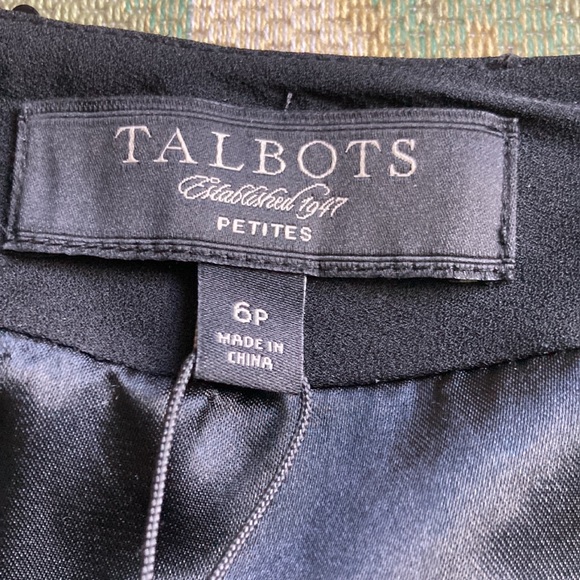 TALBOTS
Established 1947
PETITES
6P
MADE IN
CHINA